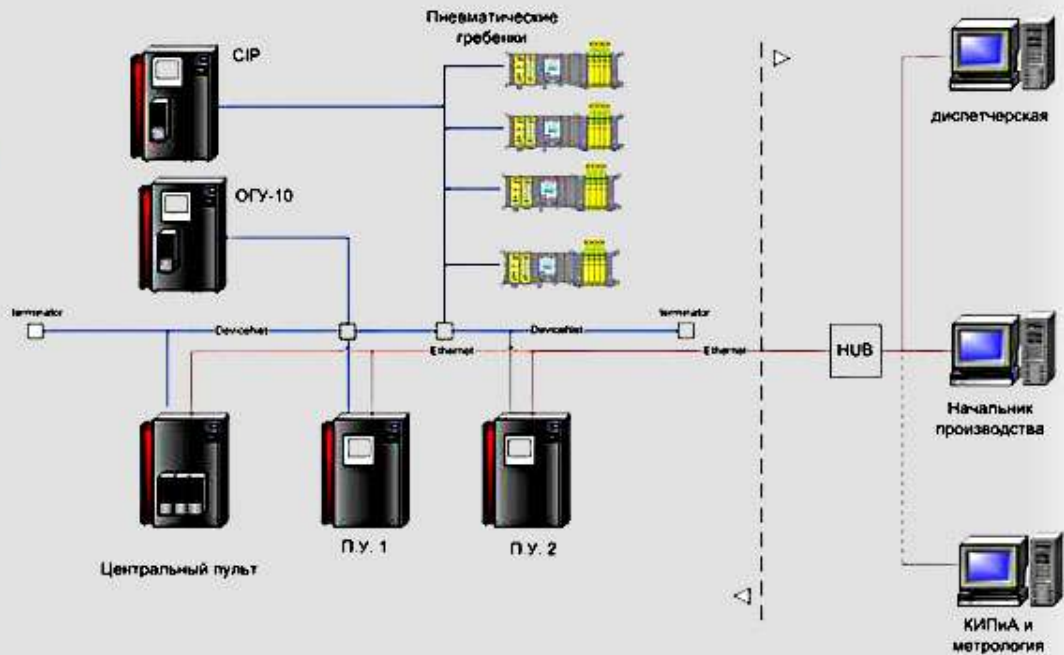 Пневматические
гребенки
CIP
диспетчерская
ОГУ-10
terminator
DeviceNet
DeviceNet
terminator
Ethernet
Ethernet
HUB
Начальник
производства
П.У. 1
П.У. 2
Центральный пульт
КИПиА и
метрология